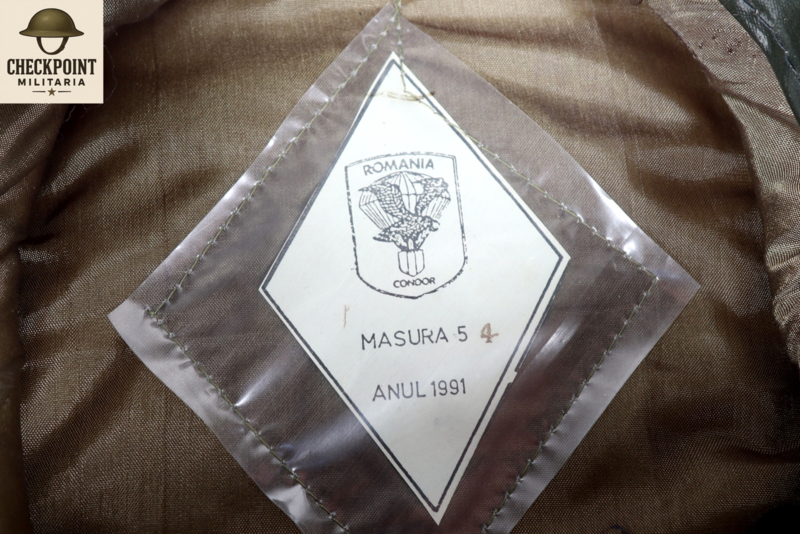 CHECKPOINT
MILITARIA
ROMANIA
CONDOR
MASURA 5 4
ANUL 1991